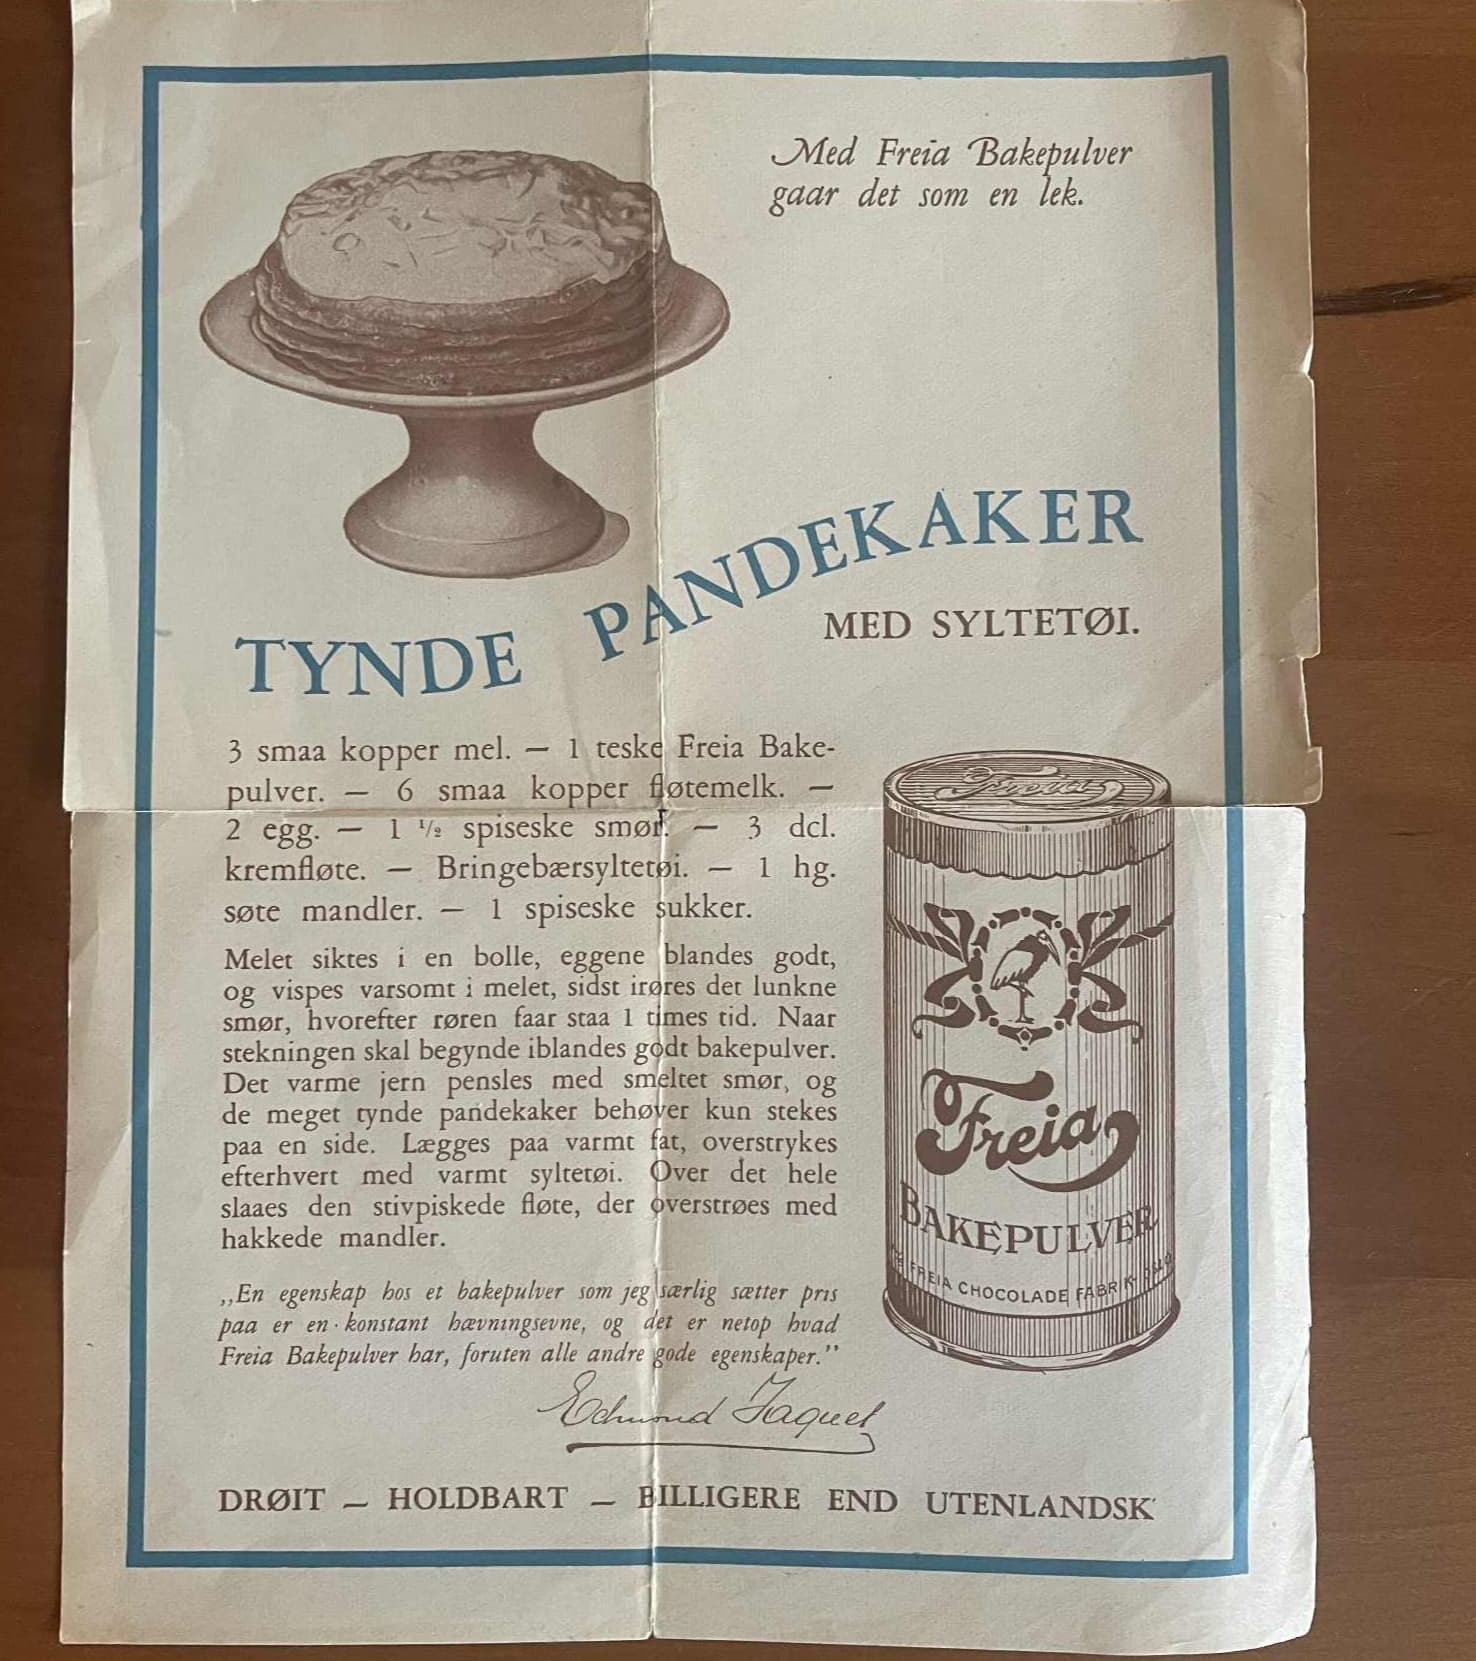 Med Freia Bakepulver
gaar det som en lek.
TYNDE PANDEKAKER
MED SYLTETØI.
3 smaa kopper mel. — 1 teske Freia Bake-
pulver. — 6 smaa kopper fløtemelk. —
2 egg. — 1 1/2 spiseske smør. — 3 dcl.
kremfløte. — Bringebærsyltetøi. — 1 hg.
søte mandler. — 1 spiseske sukker.
Melet siktes i en bolle, eggene blandes godt,
og vispes varsomt i melet, sidst irøres det lunkne
smør, hvorefter røren faar staa 1 times tid. Naar
stekningen skal begynde iblandes godt bakepulver.
Det varme jern pensles med smeltet smør, og
de meget tynde pandekaker behøver kun stekes
paa en side. Lægges paa varmt fat, overstrykes
efterhvert med varmt syltetøi. Over det hele
slaaes den stivpiskede fløte, der overstrøes med
hakkede mandler.
„En egenskap hos et bakepulver som jeg særlig sætter pris
paa er en konstant hævningsevne, og det er netop hvad
Freia Bakepulver har, foruten alle andre gode egenskaper.”
Edmond Jaquet
Freia
Freia
BAKEPULVER
FREIA CHOCOLADE FABRIK OSLO
DRØIT — HOLDBART — BILLIGERE END UTENLANDSK